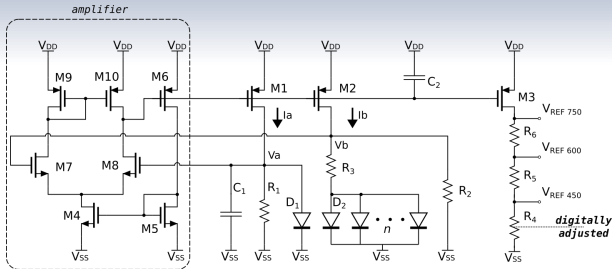 amplifier
VDD VDD VDD VDD VDD VDD VDD
M9 M10 M6 M1 M2 C2 M3
Ia Ib
VREF 750
R6
Vb
VREF 600
M7 M8 Va
R3 R5
C1 R1 D1 D2 R2
VREF 450
M4 M5 n R4 digitally
adjusted
VSS VSS VSS VSS VSS VSS VSS VSS